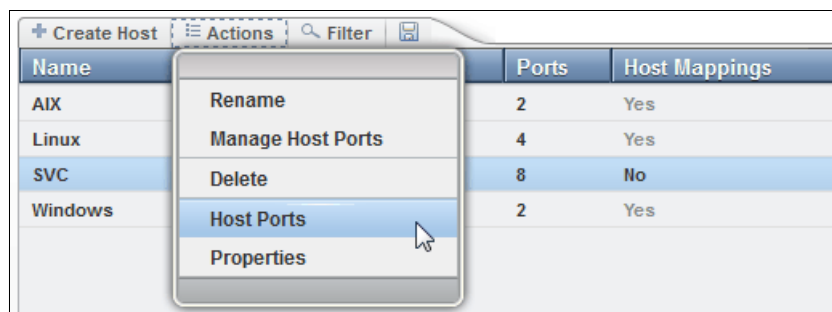 Create Host Actions Filter
Name Ports Host Mappings
AIX 2 Yes
Linux 4 Yes
SVC 8 No
Windows 2 Yes
Rename
Manage Host Ports
Delete
Host Ports
Properties